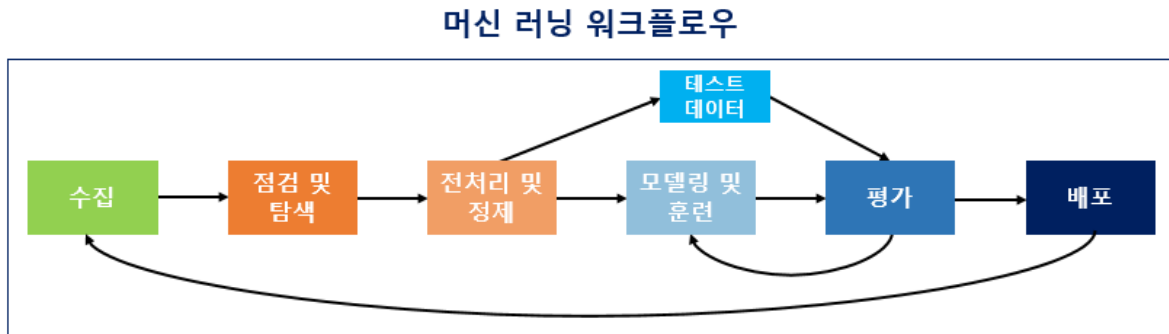 머신 러닝 워크플로우
테스트
데이터
수집
점검 및
탐색
전처리 및
정제
모델링 및
훈련
평가
배포